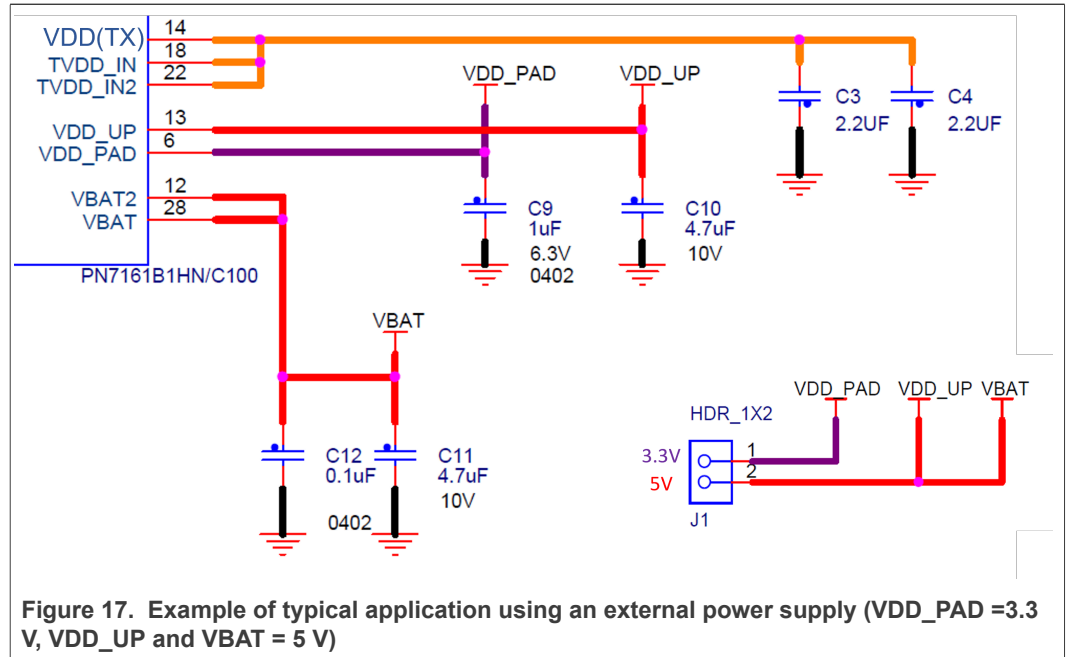 VDD(TX) 14
TVDD_IN 18
TVDD_IN2 22
VDD_UP 13
VDD_PAD 6
VBAT2 12
VBAT 28
PN7161B1HN/C100
VDD_PAD
VDD_UP
C3
2.2UF
C4
2.2UF
C9
1uF
6.3V
0402
C10
4.7uF
10V
VBAT
C12
0.1uF
0402
C11
4.7uF
10V
VDD_PAD VDD_UP VBAT
HDR_1X2
3.3V 1
5V 2
J1
Figure 17. Example of typical application using an external power supply (VDD_PAD =3.3
V, VDD_UP and VBAT = 5 V)